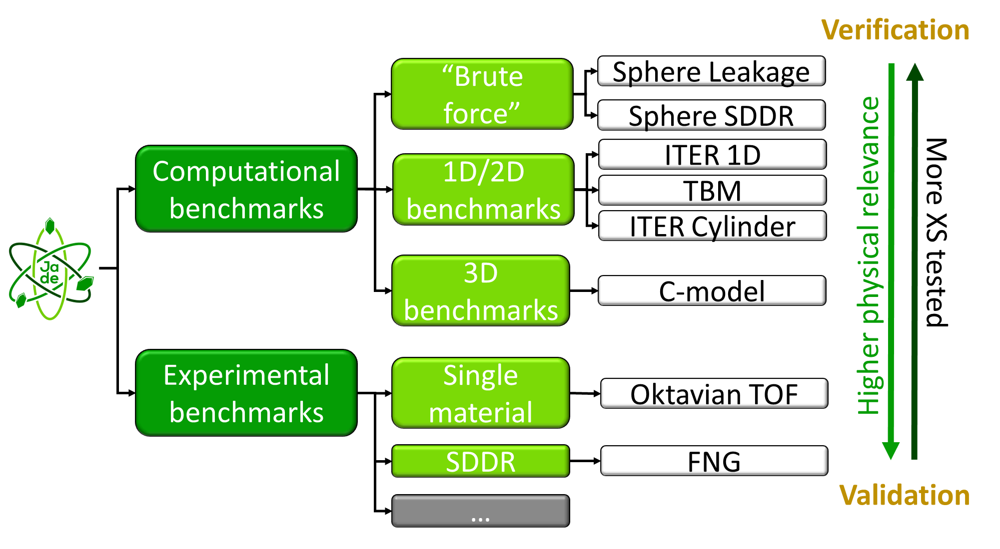 Verification
“Brute
force”
Sphere Leakage
Sphere SDDR
Computational
benchmarks
1D/2D
benchmarks
ITER 1D
TBM
ITER Cylinder
3D
benchmarks
C-model
Ja
de
Experimental
benchmarks
Single
material
Oktavian TOF
SDDR
FNG
...
Higher physical relevance
More XS tested
Validation